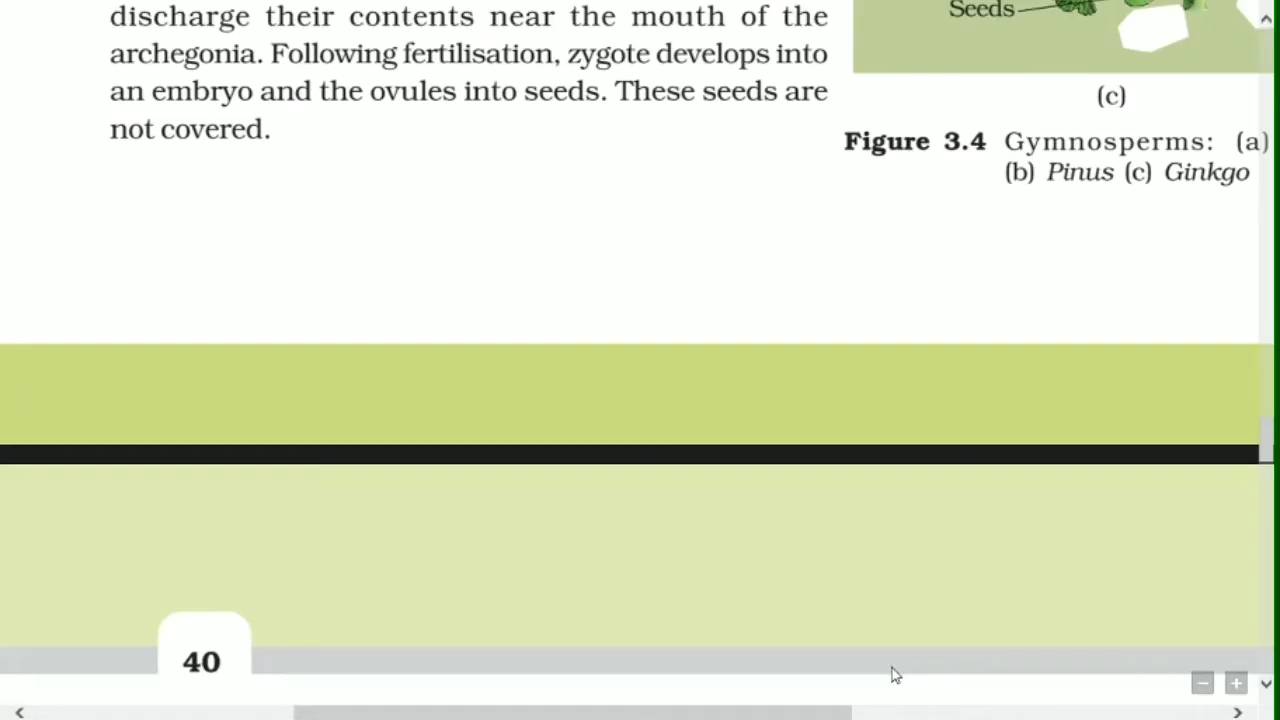 discharge their contents near the mouth of the
archegonia. Following fertilisation, zygote develops into
an embryo and the ovules into seeds. These seeds are
not covered.
Seeds
(c)
Figure 3.4 Gymnosperms: (a)
(b) Pinus (c) Ginkgo
40